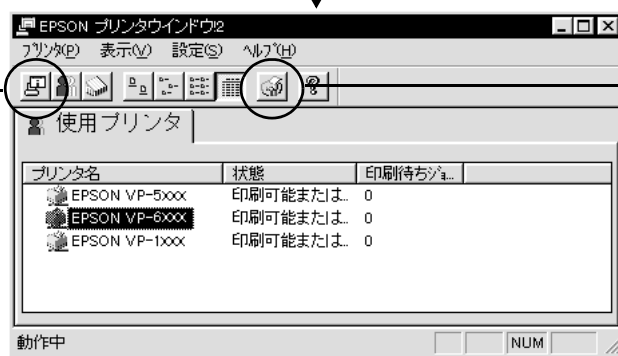 EPSON プリンタウインドウ!2
プリンタ(P) 表示(V) 設定(S) ヘルプ(H)
使用プリンタ
プリンタ名 状態 印刷待ちジョ...
EPSON VP-5xxx 印刷可能または... 0
EPSON VP-6xxx 印刷可能または... 0
EPSON VP-1xxx 印刷可能または... 0
動作中 NUM